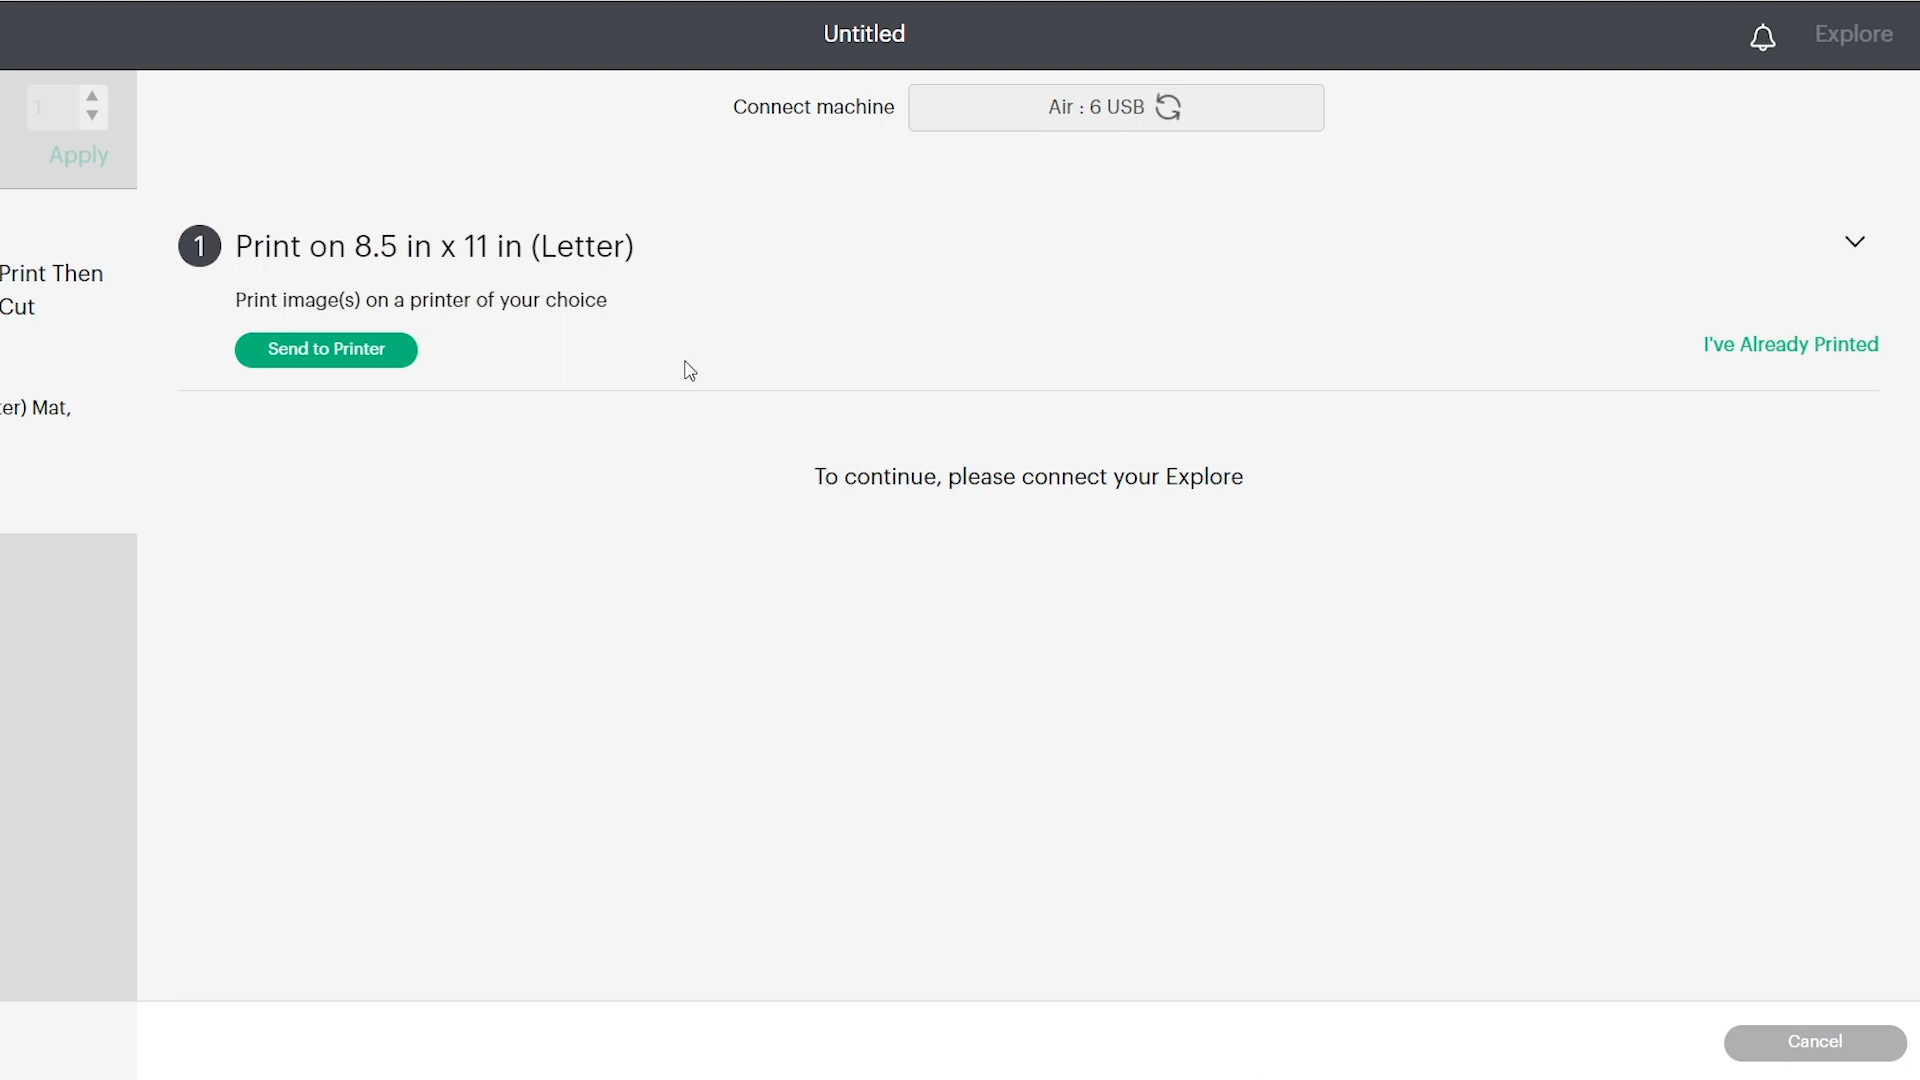 Untitled
Explore
1
Apply
Connect machine
Air : 6 USB
1 Print on 8.5 in x 11 in (Letter)
Print Then
Cut
Print image(s) on a printer of your choice
Send to Printer
I've Already Printed
ter) Mat,
To continue, please connect your Explore
Cancel